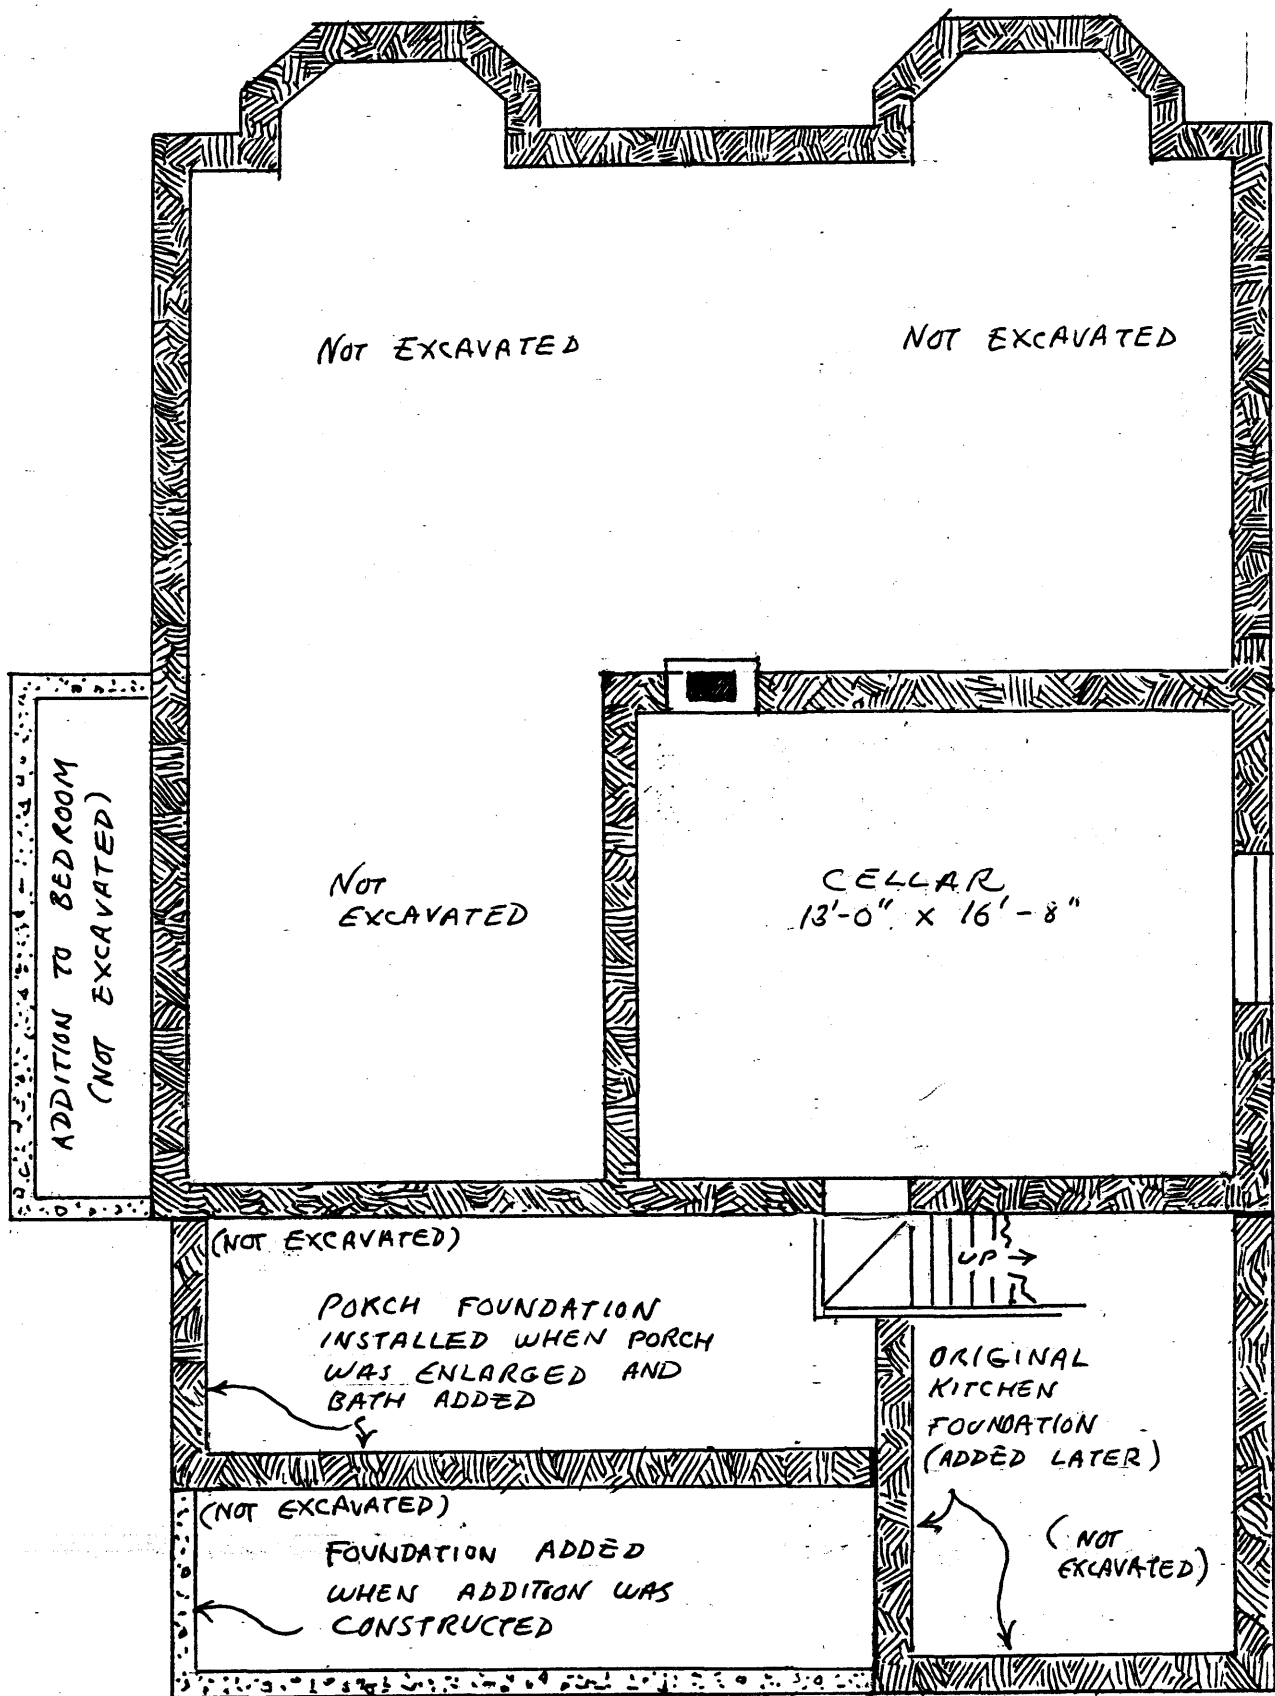 NOT EXCAVATED
NOT EXCAVATED
ADDITION TO BEDROOM
(NOT EXCAVATED)
NOT
EXCAVATED
CELLAR
13'-0" x 16'-8"
(NOT EXCAVATED)
UP →
PORCH FOUNDATION
INSTALLED WHEN PORCH
WAS ENLARGED AND
BATH ADDED
ORIGINAL
KITCHEN
FOUNDATION
(ADDED LATER)
(NOT EXCAVATED)
FOUNDATION ADDED
WHEN ADDITION WAS
CONSTRUCTED
(NOT
EXCAVATED)